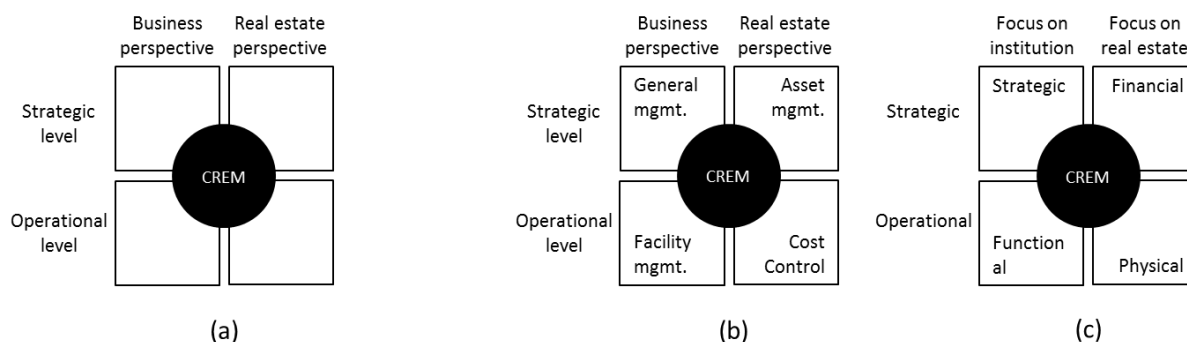 Business
perspective
Real estate
perspective
Strategic
level
CREM
Operational
level
(a)
Business
perspective
Real estate
perspective
Strategic
level
General
mgmt.
Asset
mgmt.
CREM
Operational
level
Facility
mgmt.
Cost
Control
(b)
Focus on
institution
Focus on
real estate
Strategic
Strategic
Financial
CREM
Operational
Function
al
Physical
(c)